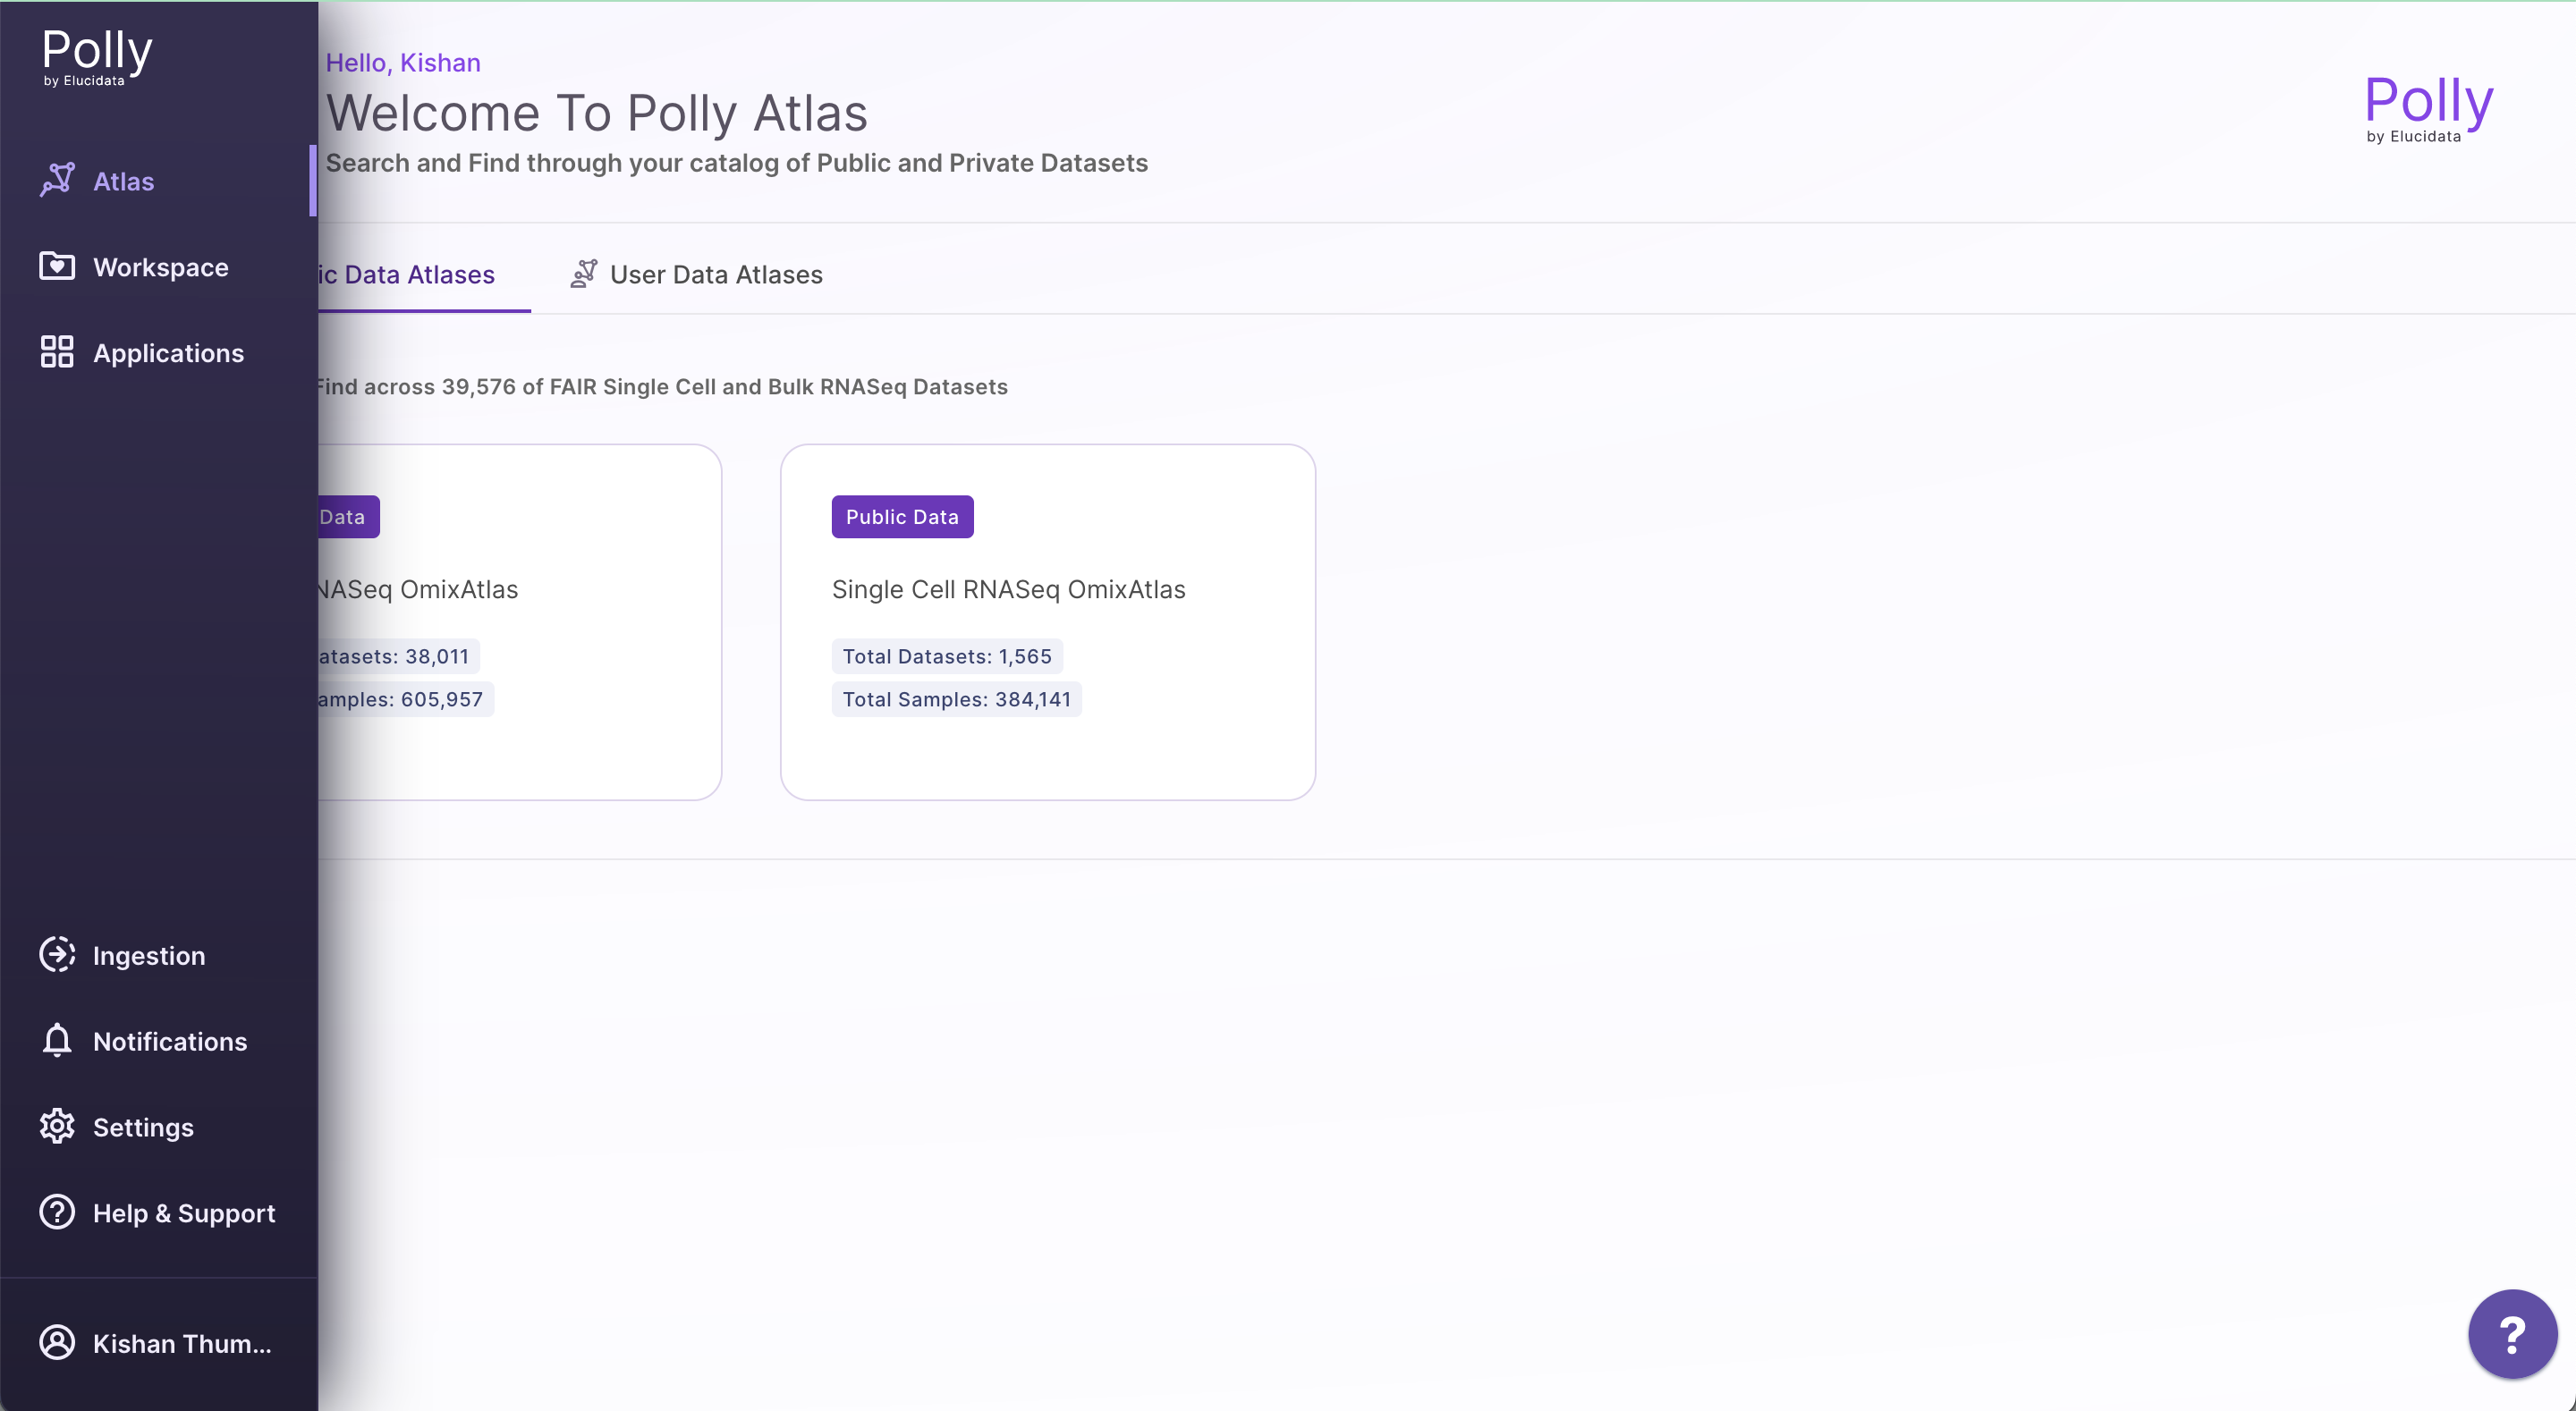 Polly
by Elucidata
Atlas
Workspace
Applications
Ingestion
Notifications
Settings
Help & Support
Kishan Thum...
Hello, Kishan
Welcome To Polly Atlas
Search and Find through your catalog of Public and Private Datasets
Polly
by Elucidata
ic Data Atlases
User Data Atlases
Find across 39,576 of FAIR Single Cell and Bulk RNASeq Datasets
Data
NASeq OmixAtlas
atasets: 38,011
amples: 605,957
Public Data
Single Cell RNASeq OmixAtlas
Total Datasets: 1,565
Total Samples: 384,141
?